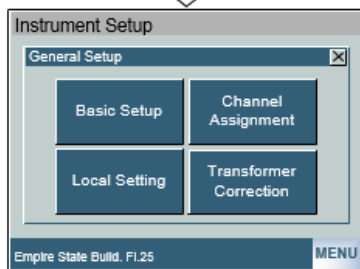 Instrument Setup
General Setup
Basic Setup
Channel
Assignment
Local Setting
Transformer
Correction
Empire State Build. Fl.25
MENU